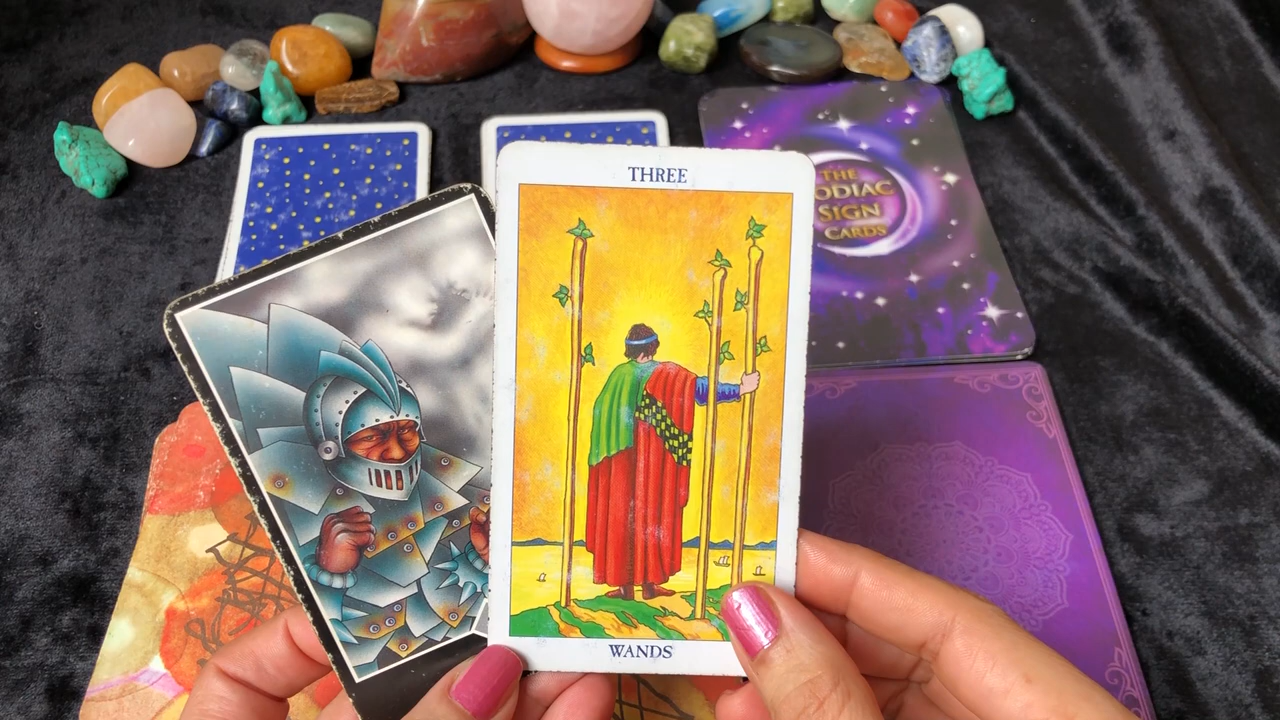 THREE
WANDS
THE
ODIAC
SIGN
CARDS